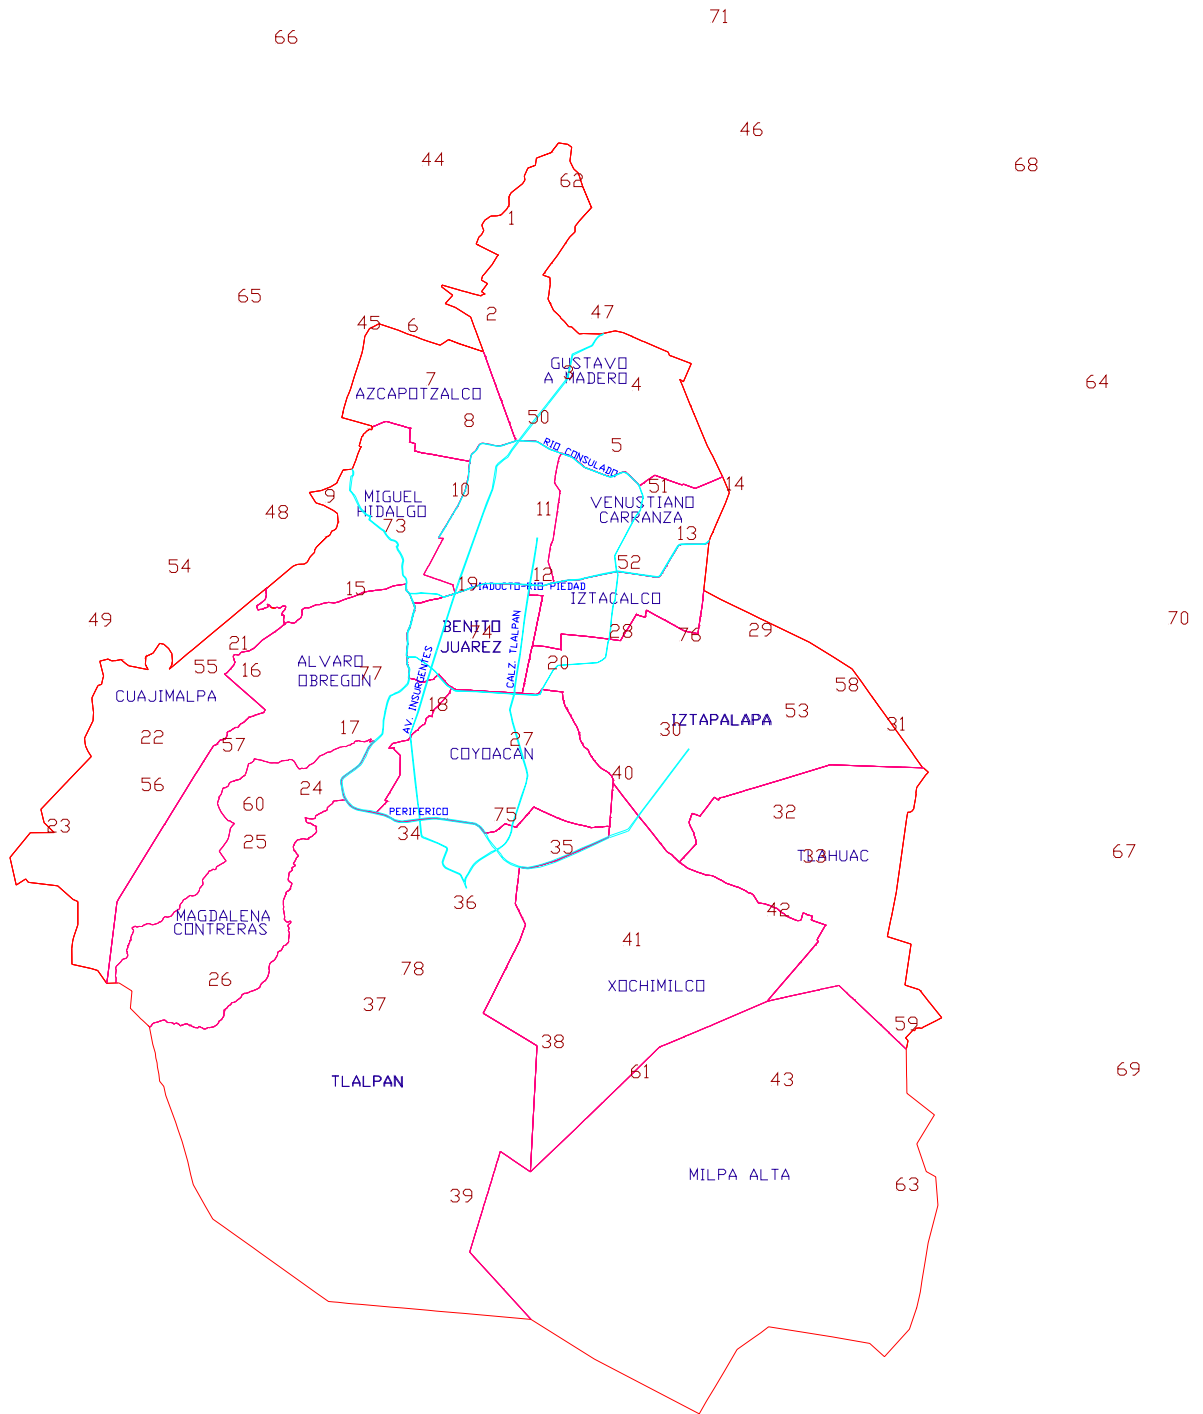 71
66
46
44
68
62
1
65
47
2
45
6
GUSTAVO
A MADERO
3
4
7
AZCAPOTZALCO
64
8
50
5
RIO CONSULADO
14
51
10
9
MIGUEL
HIDALGO
VENUSTIANO
CARRANZA
11
48
73
13
54
52
12
19
VIADUCTO-RIO PIEDAD
15
IZTACALCO
49
70
BENITO
JUAREZ
74
28
76
29
CALZ. TLALPAN
21
16
55
ALVARO
OBREGON
77
20
AV. INSURGENTES
58
CUAJIMALPA
18
53
IZTAPALAPA
30
31
17
22
57
27
COYOACAN
40
56
24
60
PERIFERICO
75
32
23
34
25
35
TLAHUAC
33
67
36
42
MAGDALENA
CONTRERAS
41
78
26
XOCHIMILCO
37
59
38
61
43
69
TLALPAN
MILPA ALTA
39
63